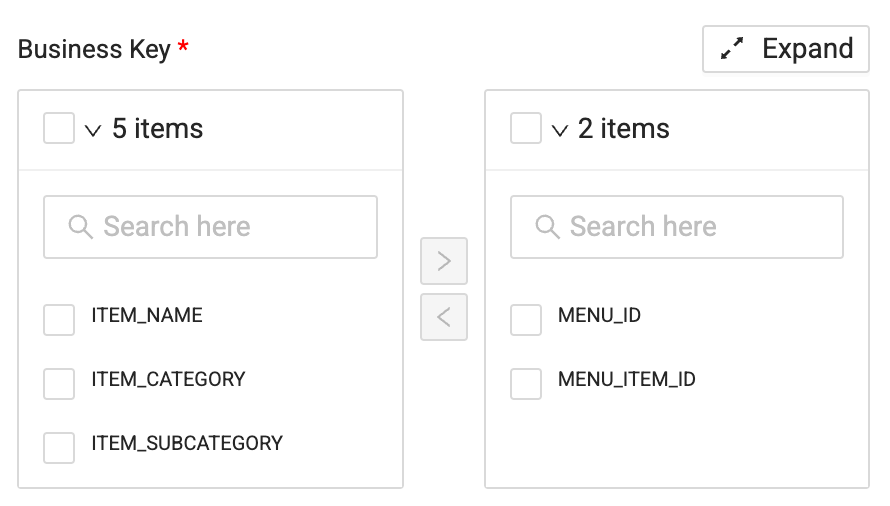 Business Key *
Expand
5 items
Search here
ITEM_NAME
ITEM_CATEGORY
ITEM_SUBCATEGORY
2 items
Search here
MENU_ID
MENU_ITEM_ID